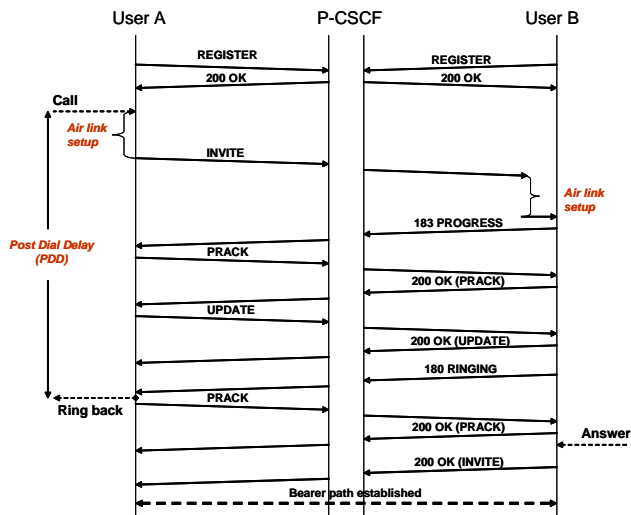 User A
P-CSCF
User B
REGISTER
REGISTER
200 OK
200 OK
Call
Air link
setup
INVITE
Air link
setup
183 PROGRESS
Post Dial Delay
(PDD)
PRACK
200 OK (PRACK)
UPDATE
200 OK (UPDATE)
180 RINGING
PRACK
Ring back
200 OK (PRACK)
Answer
200 OK (INVITE)
Bearer path established